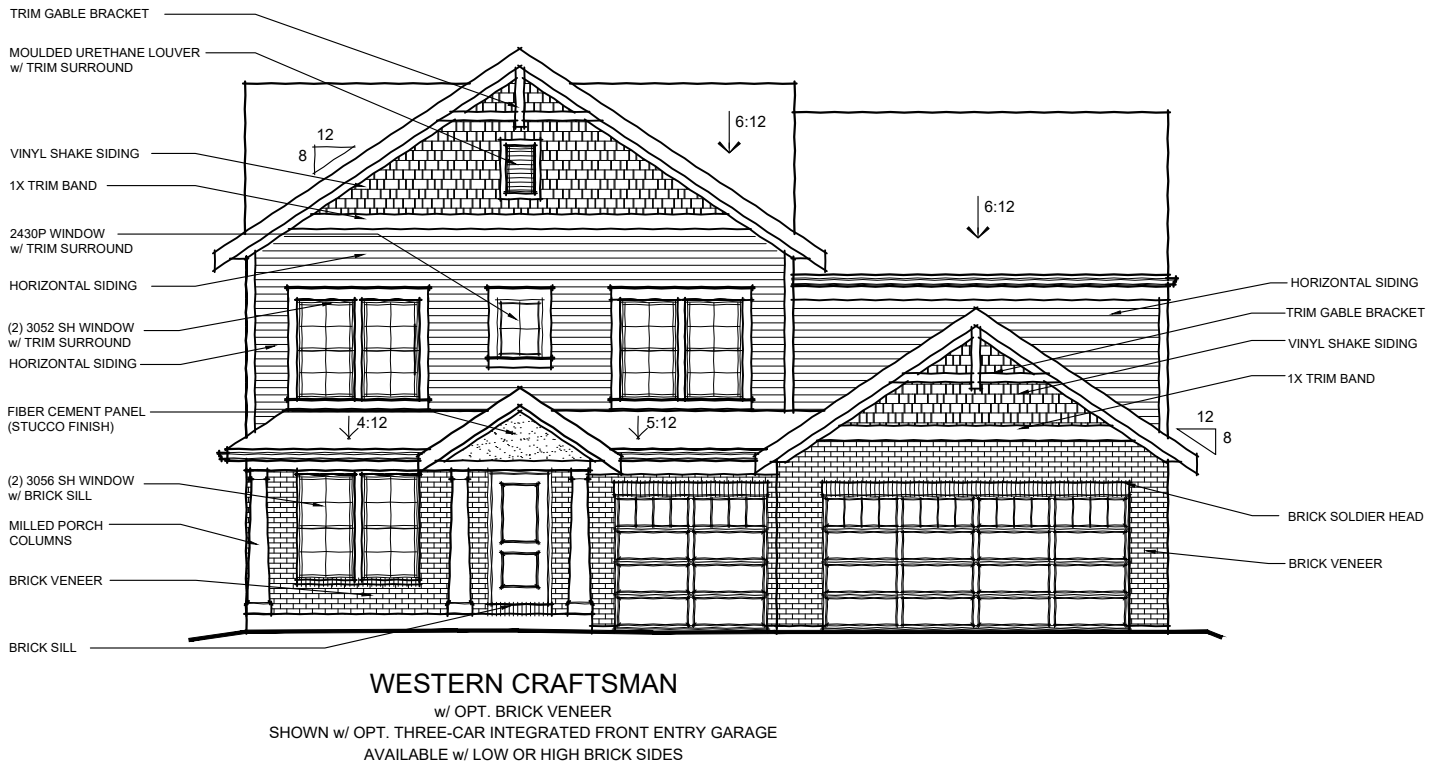 TRIM GABLE BRACKET
MOULDED URETHANE LOUVER
w/ TRIM SURROUND
VINYL SHAKE SIDING
1X TRIM BAND
2430P WINDOW
w/ TRIM SURROUND
HORIZONTAL SIDING
(2) 3052 SH WINDOW
w/ TRIM SURROUND
HORIZONTAL SIDING
FIBER CEMENT PANEL
(STUCCO FINISH)
(2) 3056 SH WINDOW
w/ BRICK SILL
MILLED PORCH
COLUMNS
BRICK VENEER
BRICK SILL
12
8
6:12
6:12
4:12
5:12
HORIZONTAL SIDING
TRIM GABLE BRACKET
VINYL SHAKE SIDING
1X TRIM BAND
12
8
BRICK SOLDIER HEAD
BRICK VENEER
WESTERN CRAFTSMAN
w/ OPT. BRICK VENEER
SHOWN w/ OPT. THREE-CAR INTEGRATED FRONT ENTRY GARAGE
AVAILABLE w/ LOW OR HIGH BRICK SIDES